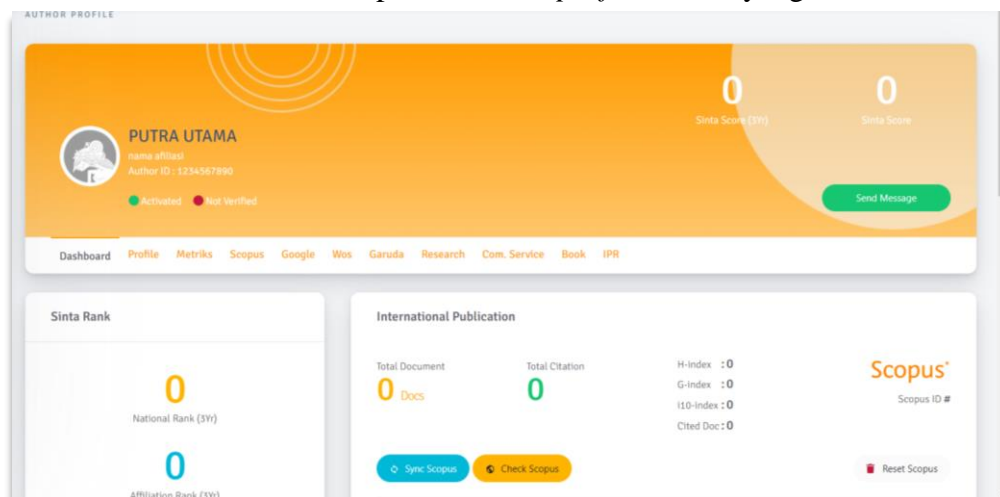 AUTHOR PROFILE
0
Sinta Score (3Yr)
0
Sinta Score
PUTRA UTAMA
nama afiliasi
Author ID : 1234567890
Activated Not Verified
Send Message
Dashboard Profile Metriks Scopus Google Wos Garuda Research Com. Service Book IPR
Sinta Rank
0
National Rank (3Yr)
0
Affiliation Rank (3Yr)
International Publication
Total Document
0 Docs
Total Citation
0
H-Index : 0
G-Index : 0
i10-Index : 0
Cited Doc : 0
Scopus
Scopus ID #
Sync Scopus
Check Scopus
Reset Scopus